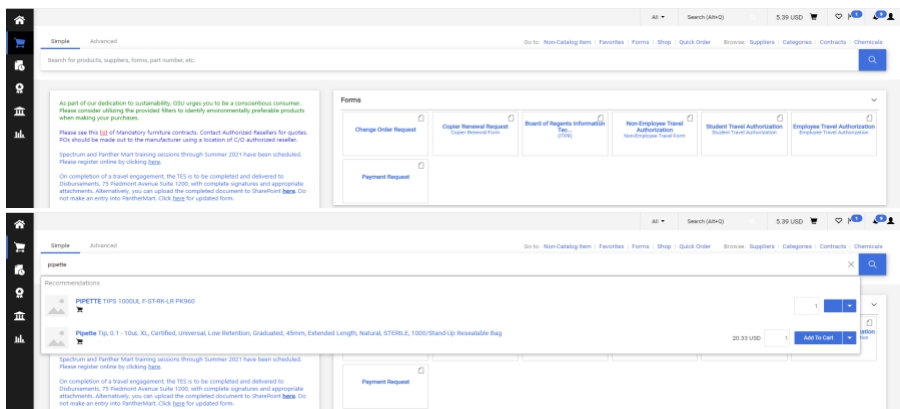 All
Search (Alt+Q)
5.39 USD
1
Simple
Advanced
Go to: Non-Catalog Item | Favorites | Forms | Shop | Quick Order
Browse: Suppliers | Categories | Contracts | Chemicals
Search for products, suppliers, forms, part number, etc.
As part of our dedication to sustainability, GSU urges you to be a conscientious consumer.
Please consider utilizing the provided filters to identify environmentally preferable products
when making your purchases.
Please see this list of Mandatory furniture contracts. Contact Authorized Resellers for quotes.
POs should be made out to the manufacturer using a location of C/O authorized reseller.
Spectrum and Panther Mart training sessions through Summer 2021 have been scheduled.
Please register online by clicking here.
On completion of a travel engagement, the TES is to be completed and delivered to
Disbursements, 75 Piedmont Avenue Suite 1200, with complete signatures and appropriate
attachments. Alternatively, you can upload the completed document to SharePoint here. Do
not make an entry into PantherMart. Click here for updated form.
Forms
Change Order Request
Copier Renewal Request
Copier Renewal Form
Board of Regents Information
Tec...
(ITPR)
Non-Employee Travel
Authorization
Non-Employee Travel Form
Student Travel Authorization
Student Travel Authorization
Employee Travel Authorization
Employee Travel Authorization
Payment Request
All
Search (Alt+Q)
5.39 USD
1
Simple
Advanced
Go to: Non-Catalog Item | Favorites | Forms | Shop | Quick Order
Browse: Suppliers | Categories | Contracts | Chemicals
pipette
Recommendations
PIPETTE TIPS 1000UL F-ST-RK-LR PK960
1
Pipette Tip, 0.1 - 10uL XL, Certified, Universal, Low Retention, Graduated, 45mm, Extended Length, Natural, STERILE, 1000/Stand-Up Resealable Bag
20.33 USD
1
Add To Cart
Spectrum and Panther Mart training sessions through Summer 2021 have been scheduled.
Please register online by clicking here.
On completion of a travel engagement, the TES is to be completed and delivered to
Disbursements, 75 Piedmont Avenue Suite 1200, with complete signatures and appropriate
attachments. Alternatively, you can upload the completed document to SharePoint here. Do
not make an entry into PantherMart. Click here for updated form.
Payment Request